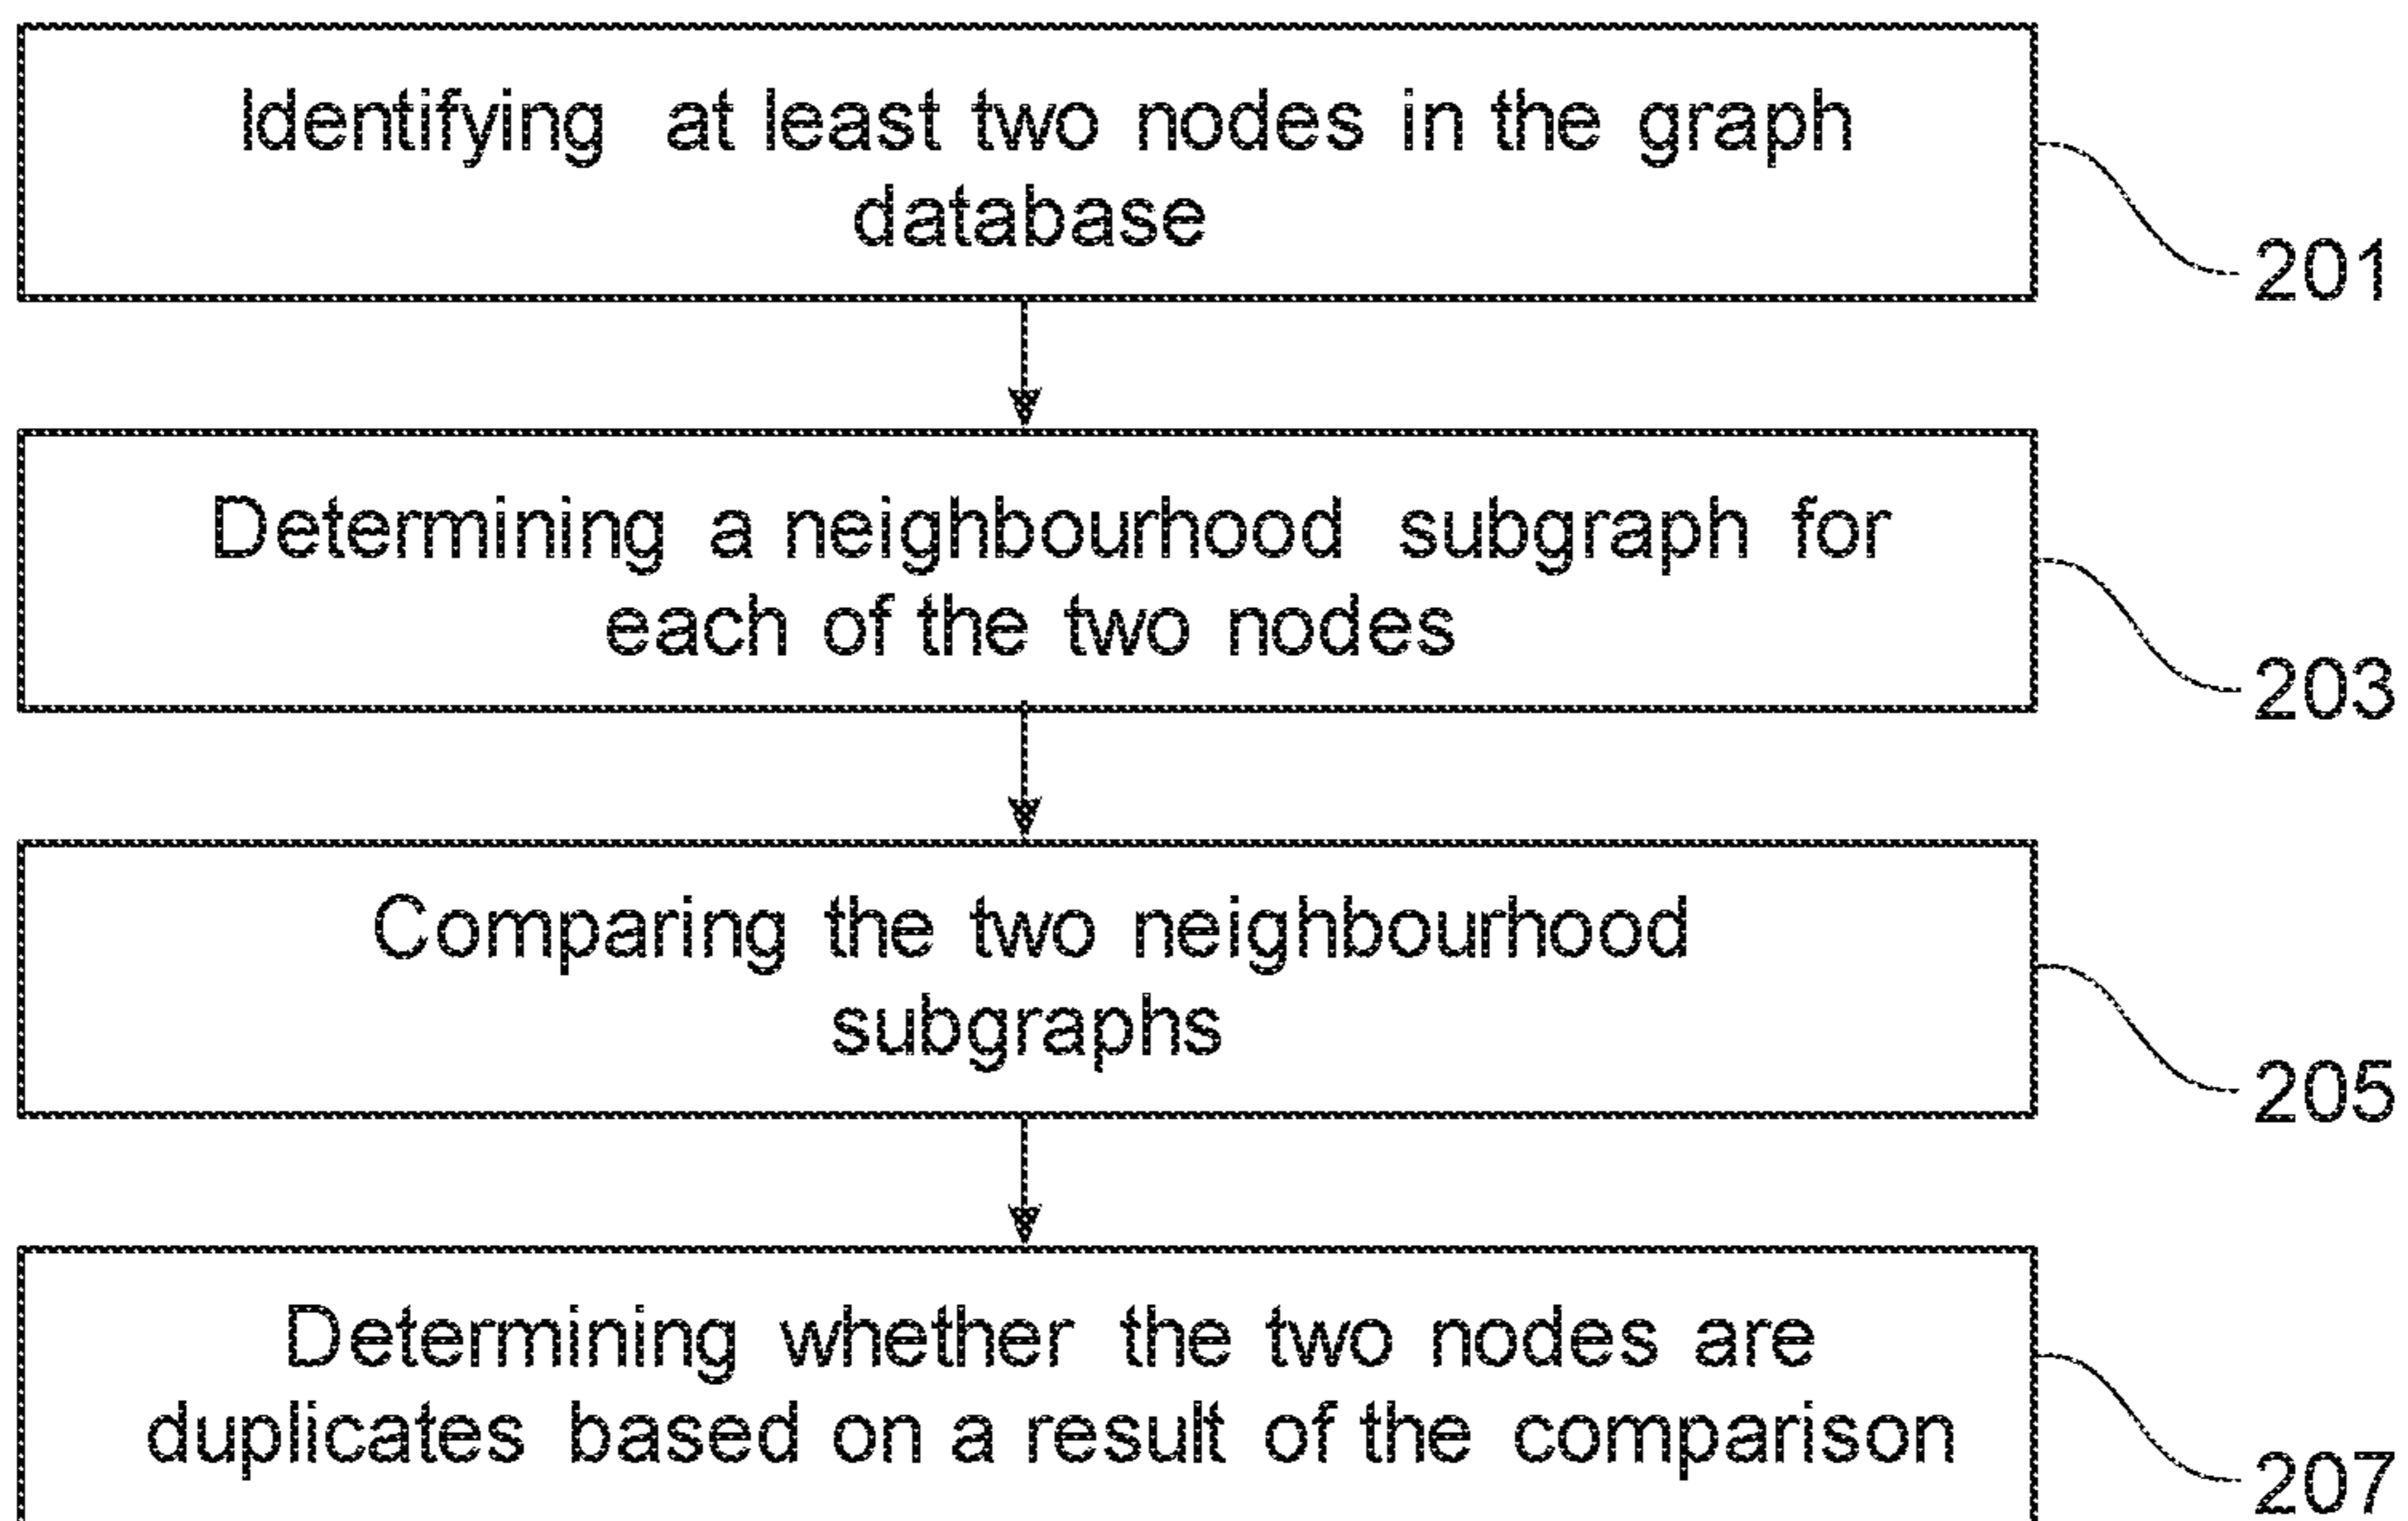 Identifying at least two nodes in the graph
database
201
Determining a neighbourhood subgraph for
each of the two nodes
203
Comparing the two neighbourhood
subgraphs
205
Determining whether the two nodes are
duplicates based on a result of the comparison
207